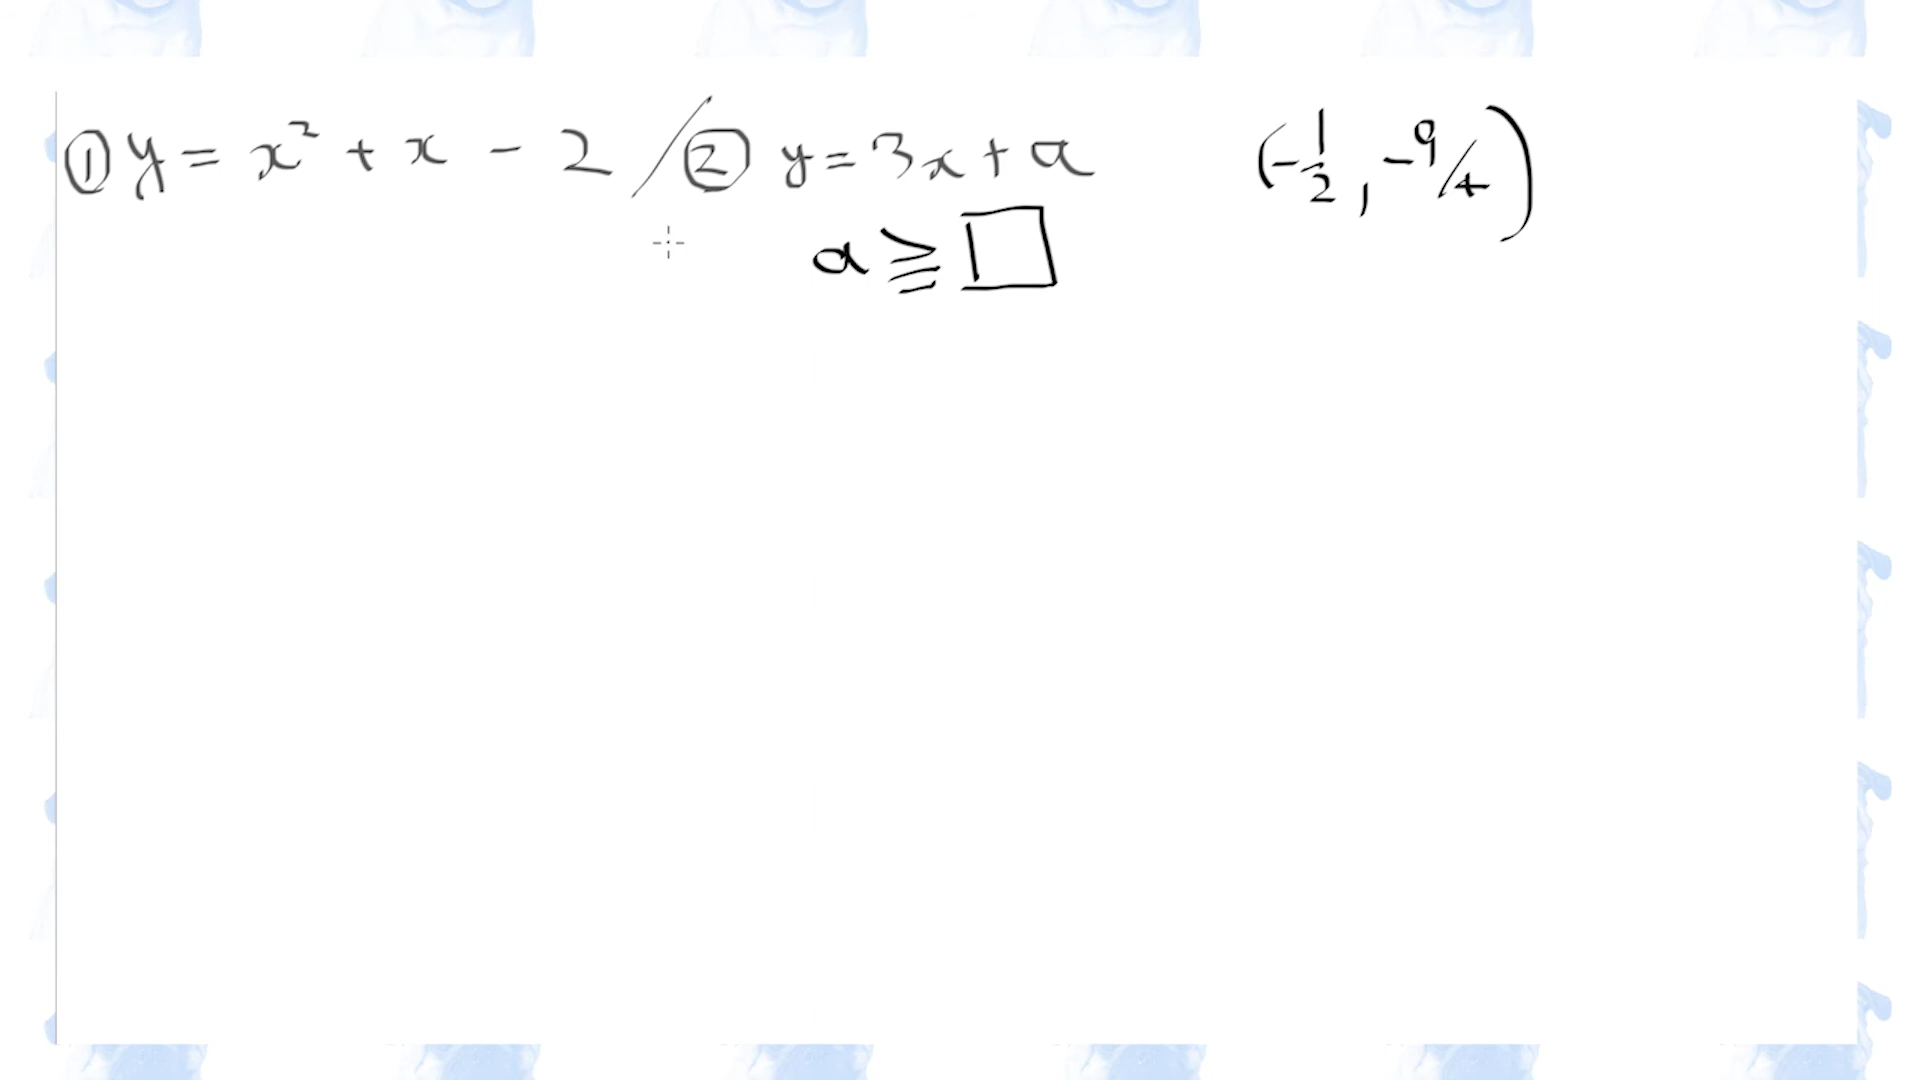 ① y = x² + x - 2 / ② y = 3x + a (-1/2, -9/4)
a ≧ □